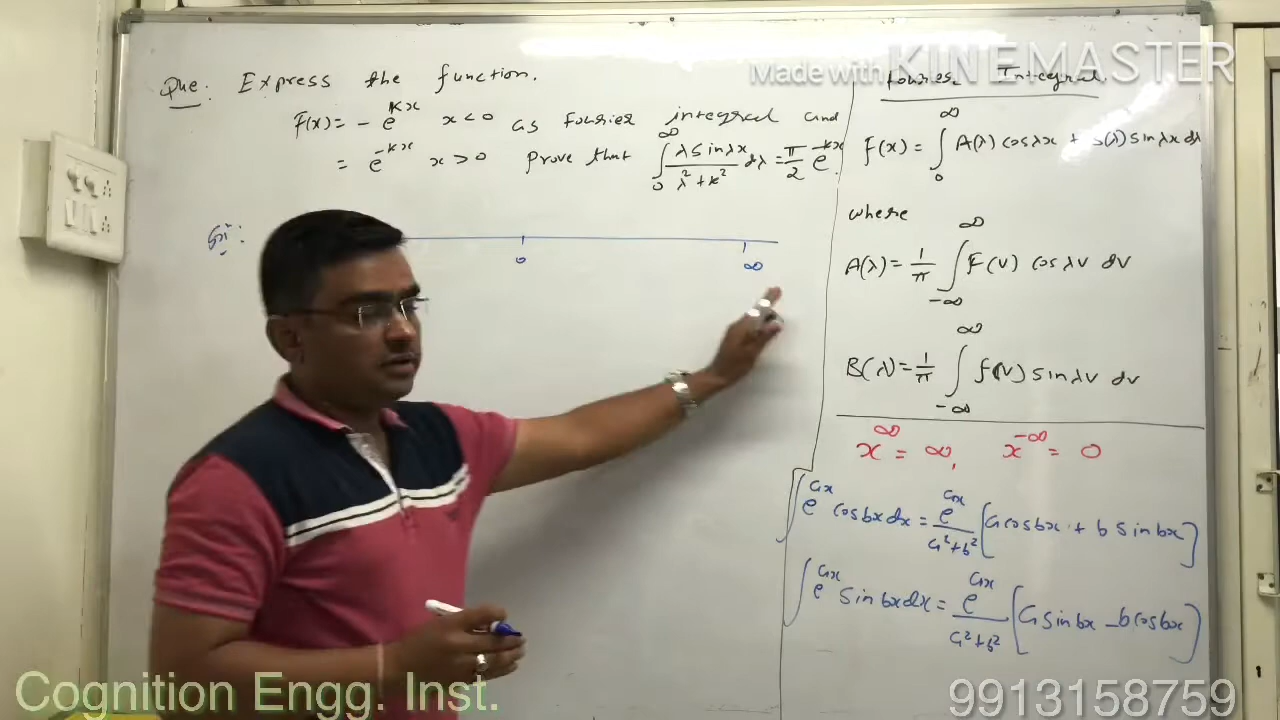 Made with KINEMASTER
Que: Express the function.
F(x) = - e^{kx} x < 0 as Fourier integral and
= e^{-kx} x > 0 prove that ∫_0^∞ λ sin λx / λ² + k² dλ = π/2 e^{-kx}.
Solⁿ:
0 ∞
Fourier Integral.
F(x) = ∫_0^∞ A(λ) cos λx + B(λ) sin λx dλ
where
A(λ) = 1/π ∫_{-∞}^∞ F(v) cos λv dv
B(λ) = 1/π ∫_{-∞}^∞ f(v) sin λv dv
x^∞ = ∞, x^{-∞} = 0
∫ e^{ax} cos bx dx = e^{ax} / a² + b² [a cos bx + b sin bx]
∫ e^{ax} sin bx dx = e^{ax} / a² + b² [a sin bx - b cos bx]
Cognition Engg. Inst.
9913158759